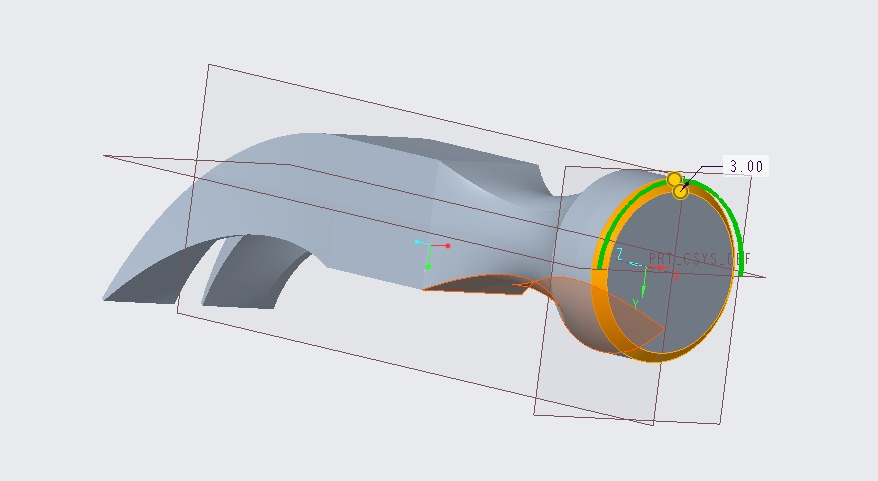 3.00
PRT_CSYS_DEF
Z
X
Y